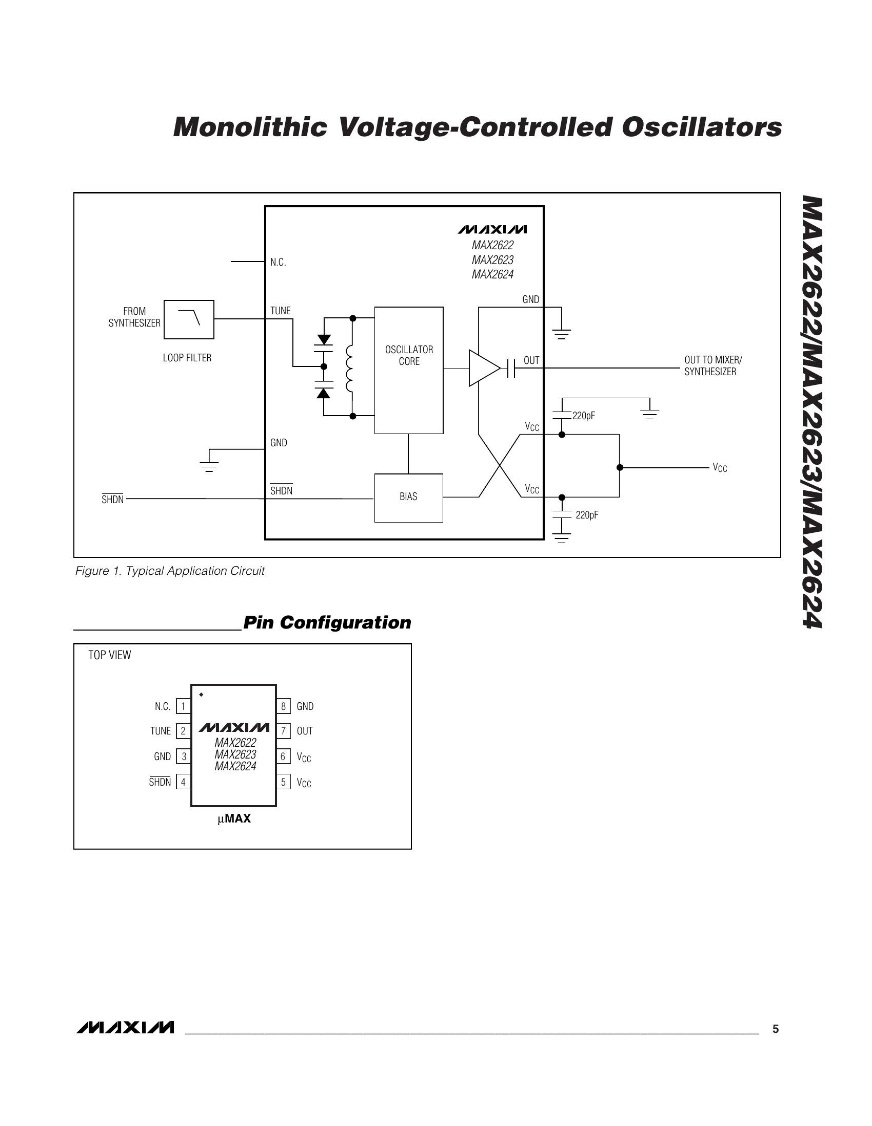 Monolithic Voltage-Controlled Oscillators
MAX2622/MAX2623/MAX2624
MAXIM
MAX2622
MAX2623
MAX2624
N.C.
GND
FROM
SYNTHESIZER
TUNE
LOOP FILTER
OSCILLATOR
CORE
OUT
OUT TO MIXER/
SYNTHESIZER
220pF
VCC
GND
VCC
SHDN
SHDN
BIAS
VCC
220pF
Figure 1. Typical Application Circuit
Pin Configuration
TOP VIEW
N.C. 1
8 GND
TUNE 2
MAXIM
7 OUT
MAX2622
GND 3
MAX2623
6 VCC
MAX2624
SHDN 4
5 VCC
µMAX
MAXIM
5